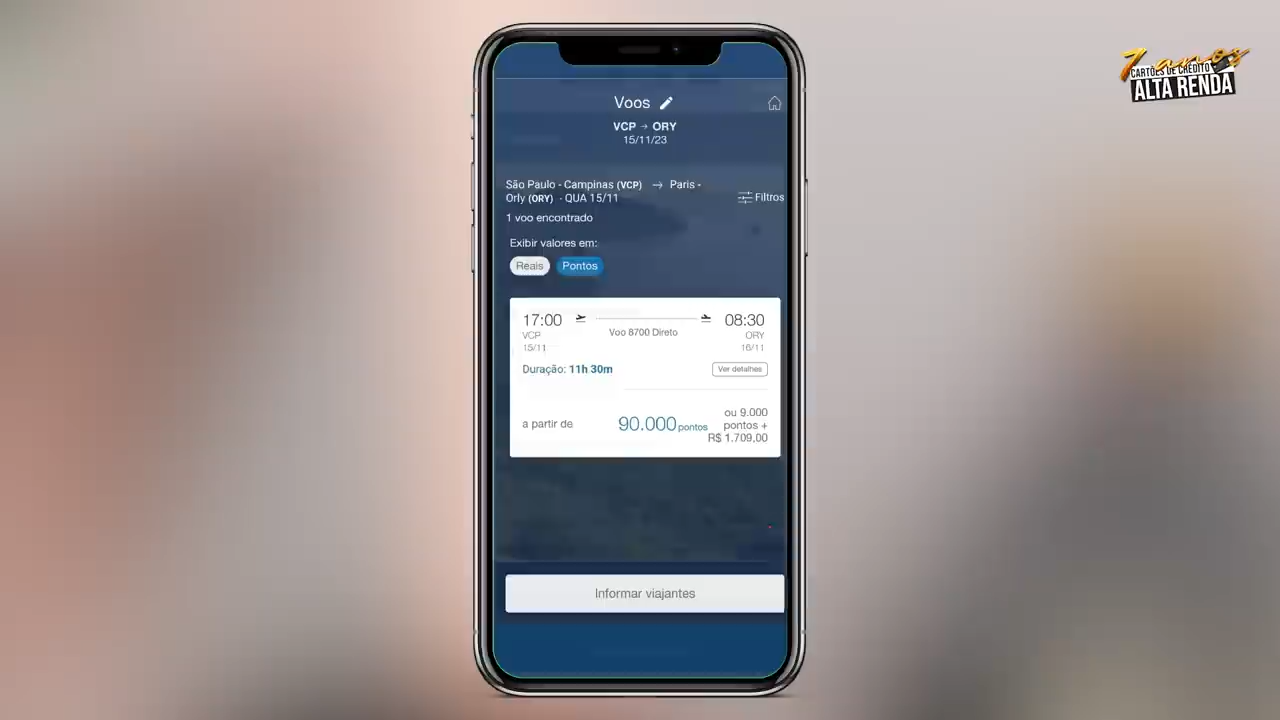 7 anos
CARTÕES DE CRÉDITO
ALTA RENDA
Voos
VCP → ORY
15/11/23
São Paulo - Campinas (VCP) → Paris -
Orly (ORY) - QUA 15/11
Filtros
1 voo encontrado
Exibir valores em:
Reais Pontos
17:00 08:30
Voo 8700 Direto
VCP ORY
15/11 16/11
Duração: 11h 30m Ver detalhes
a partir de 90.000 pontos
ou 9.000
pontos +
R$ 1.709,00
Informar viajantes